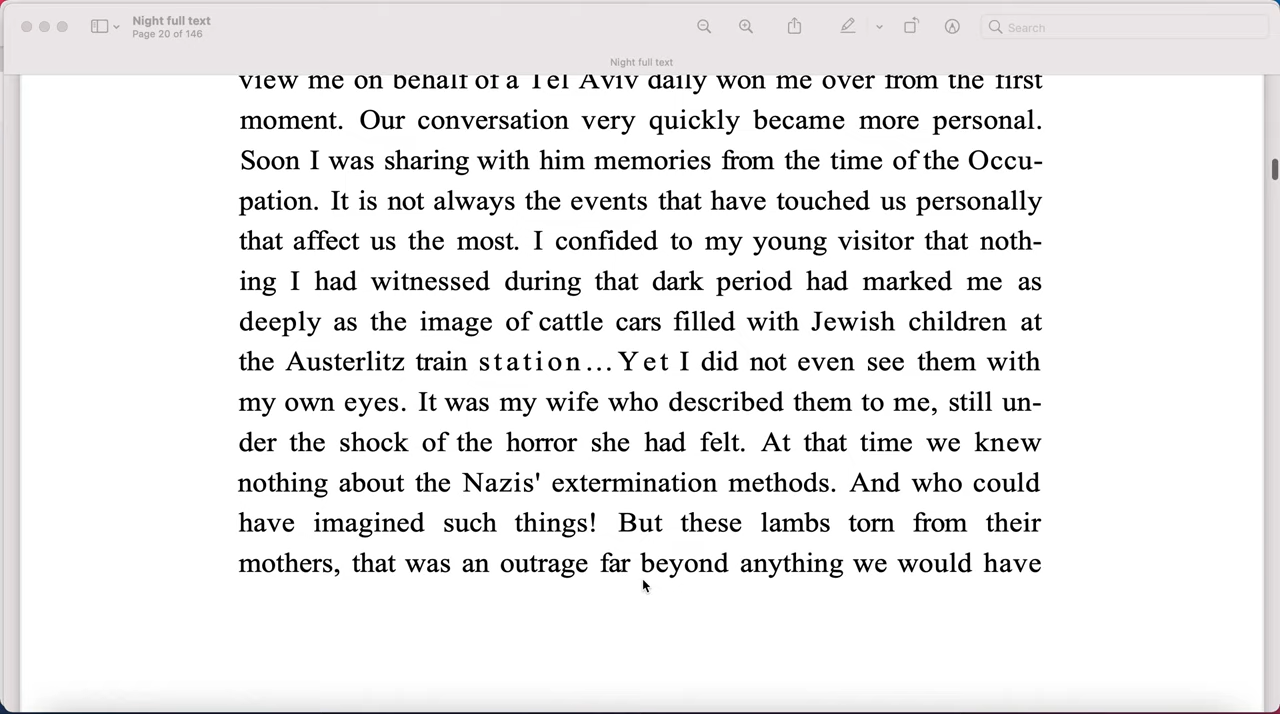 Night full text
Page 20 of 146
Search
Night full text
view me on behalf of a Tel Aviv daily won me over from the first
moment. Our conversation very quickly became more personal.
Soon I was sharing with him memories from the time of the Occu-
pation. It is not always the events that have touched us personally
that affect us the most. I confided to my young visitor that noth-
ing I had witnessed during that dark period had marked me as
deeply as the image of cattle cars filled with Jewish children at
the Austerlitz train station...Yet I did not even see them with
my own eyes. It was my wife who described them to me, still un-
der the shock of the horror she had felt. At that time we knew
nothing about the Nazis' extermination methods. And who could
have imagined such things! But these lambs torn from their
mothers, that was an outrage far beyond anything we would have